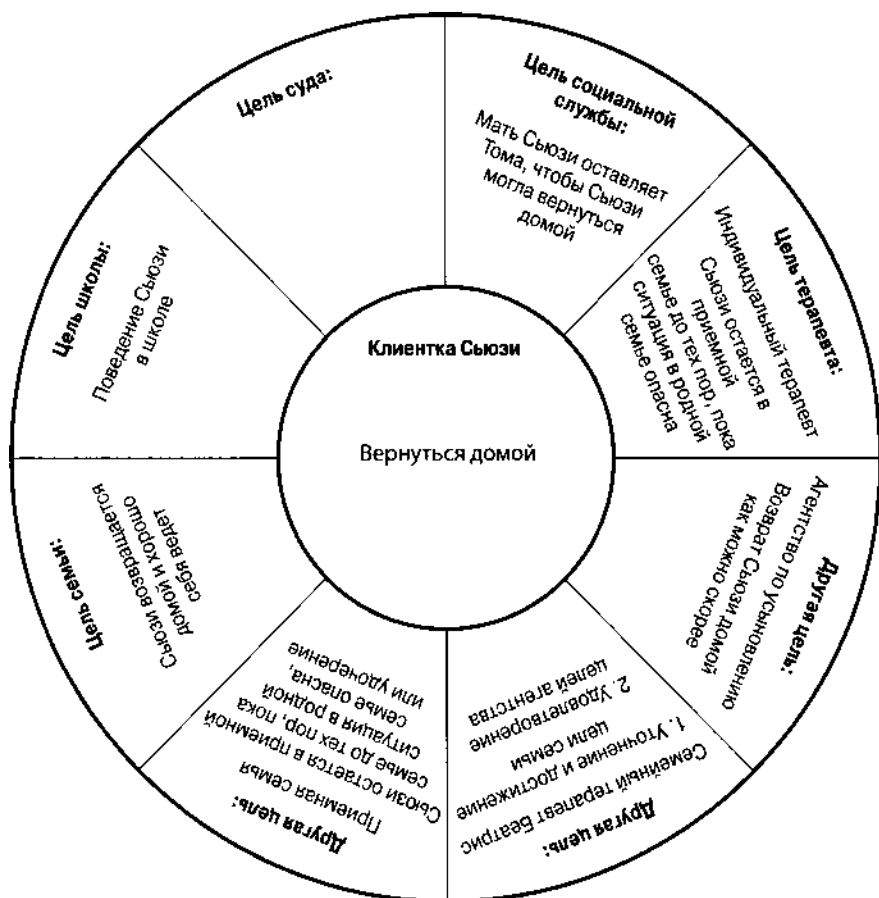 Цель суда:
Цель социальной
службы:
Мать Сьюзи оставляет
Тома, чтобы Сьюзи
могла вернуться
домой
Цель терапевта:
Индивидуальный терапевт
Сьюзи остается в
приемной
семье до тех пор, пока
ситуация в родной
семье опасна
Другая цель:
Агентство по усыновлению
Возврат Сьюзи домой
как можно скорее
Другая цель:
Семейный терапевт Беатрис
1. Уточнение и достижение
цели семьи
2. Удовлетворение
целей агентства
Другая цель:
Приемная семья
Сьюзи остается в приемной
семье до тех пор, пока
ситуация в родной
семье опасна,
или удочерение
Цель семьи:
Сьюзи возвращается
домой и хорошо
себя ведет
Цель школы:
Поведение Сьюзи
в школе
Клиентка Сьюзи
Вернуться домой